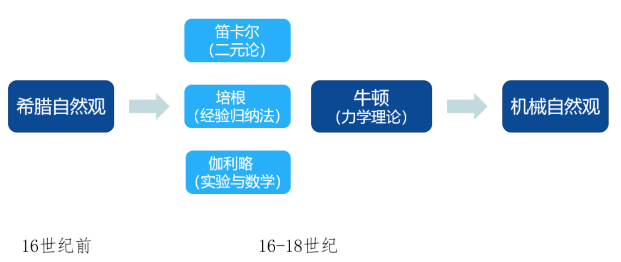 希腊自然观
笛卡尔
（二元论）
培根
（经验归纳法）
伽利略
（实验与数学）
牛顿
（力学理论）
机械自然观
16世纪前
16-18世纪